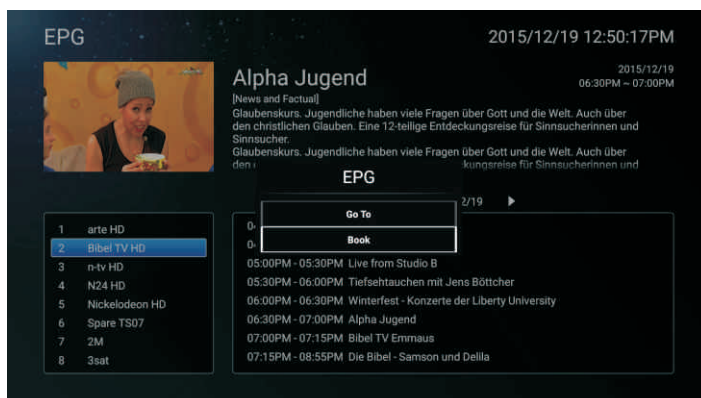 EPG
2015/12/19 12:50:17PM
Alpha Jugend
2015/12/19
06:30PM ~ 07:00PM
[News and Factual]
Glaubenskurs. Jugendliche haben viele Fragen über Gott und die Welt. Auch über
den christlichen Glauben. Eine 12-teilige Entdeckungsreise für Sinnsucherinnen und
Sinnsucher.
Glaubenskurs. Jugendliche haben viele Fragen über Gott und die Welt. Auch über
kungsreise für Sinnsucherinnen und
EPG
2/19
Go To
Book
1 arte HD
2 Bibel TV HD
3 n-tv HD
4 N24 HD
5 Nickelodeon HD
6 Spare TS07
7 2M
8 3sat
05:00PM - 05:30PM Live from Studio B
05:30PM - 06:00PM Tiefsehtauchen mit Jens Böttcher
06:00PM - 06:30PM Winterfest - Konzerte der Liberty University
06:30PM - 07:00PM Alpha Jugend
07:00PM - 07:15PM Bibel TV Emmaus
07:15PM - 08:55PM Die Bibel - Samson und Delila